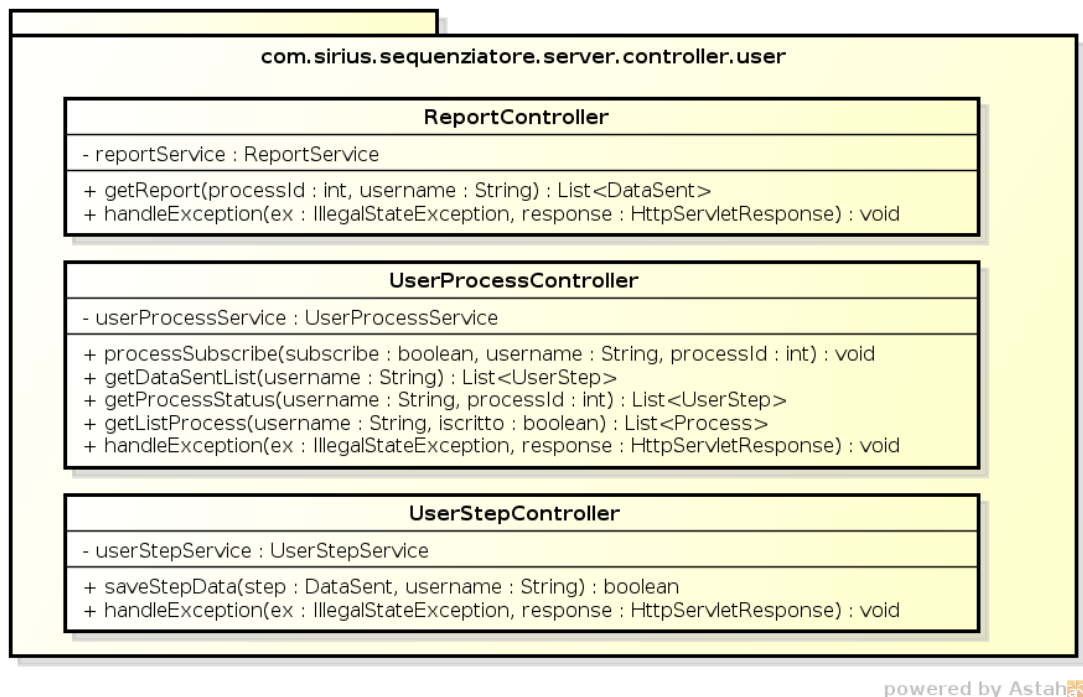 com.sirius.sequenziatore.server.controller.user
ReportController
- reportService : ReportService
+ getReport(processId : int, username : String) : List<DataSent>
+ handleException(ex : IllegalStateException, response : HttpServletResponse) : void
UserProcessController
- userProcessService : UserProcessService
+ processSubscribe(subscribe : boolean, username : String, processId : int) : void
+ getDataSentList(username : String) : List<UserStep>
+ getProcessStatus(username : String, processId : int) : List<UserStep>
+ getListProcess(username : String, iscritto : boolean) : List<Process>
+ handleException(ex : IllegalStateException, response : HttpServletResponse) : void
UserStepController
- userStepService : UserStepService
+ saveStepData(step : DataSent, username : String) : boolean
+ handleException(ex : IllegalStateException, response : HttpServletResponse) : void
powered by Astah